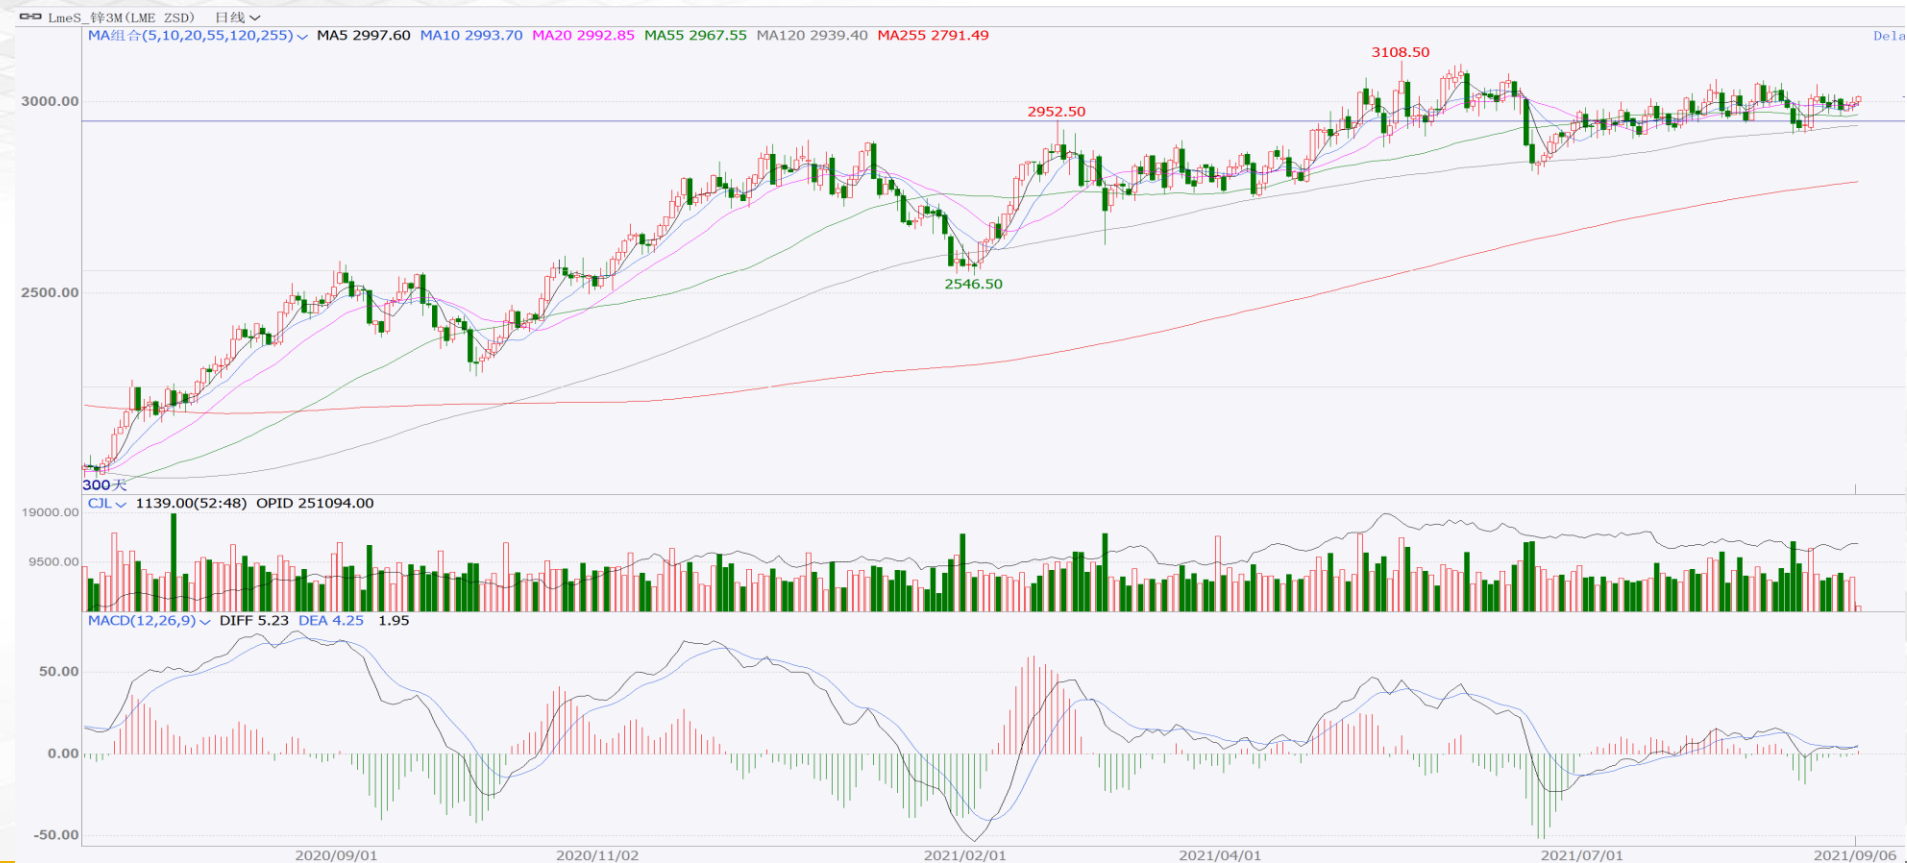 LmeS_锌3M(LME ZSD) 日线
MA组合(5,10,20,55,120,255) MA5 2997.60 MA10 2993.70 MA20 2992.85 MA55 2967.55 MA120 2939.40 MA255 2791.49 Dela
3108.50
3000.00
2952.50
2546.50
2500.00
300天
CJL 1139.00(52:48) OPID 251094.00
19000.00
9500.00
MACD(12,26,9) DIFF 5.23 DEA 4.25 1.95
50.00
0.00
-50.00
2020/09/01 2020/11/02 2021/02/01 2021/04/01 2021/07/01 2021/09/06